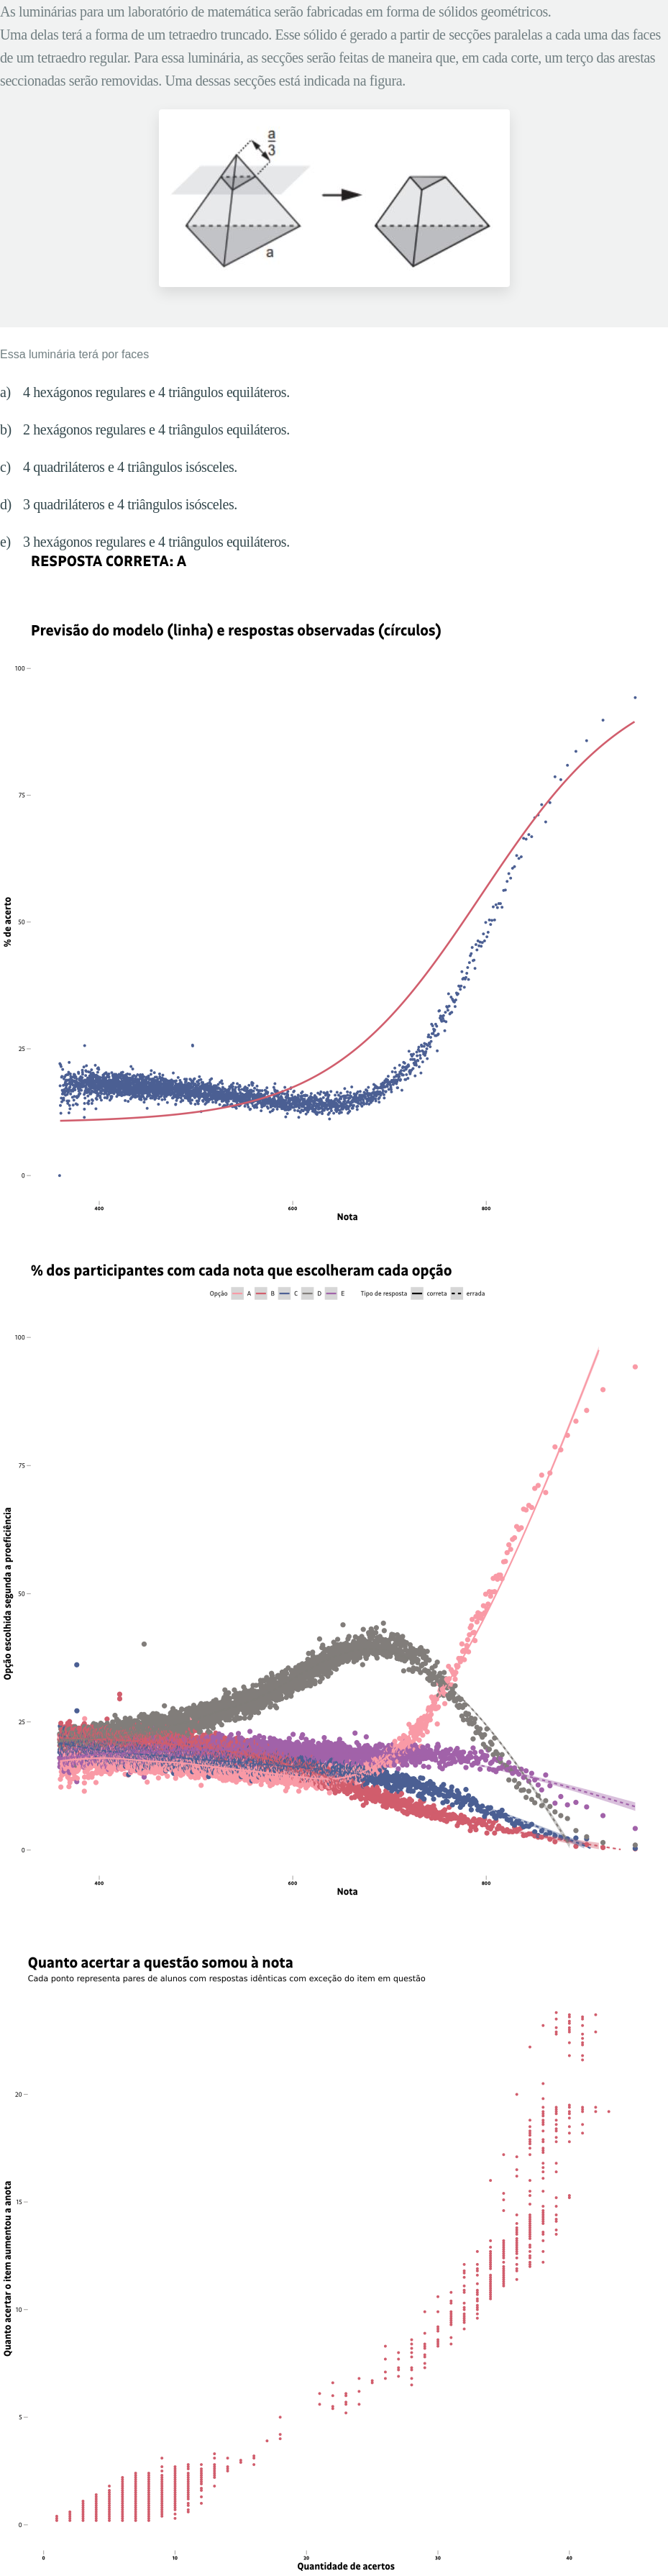 As luminárias para um laboratório de matemática serão fabricadas em forma de sólidos geométricos.
Uma delas terá a forma de um tetraedro truncado. Esse sólido é gerado a partir de secções paralelas a cada uma das faces
de um tetraedro regular. Para essa luminária, as secções serão feitas de maneira que, em cada corte, um terço das arestas
seccionadas serão removidas. Uma dessas secções está indicada na figura.
a
3
a
Essa luminária terá por faces
a) 4 hexágonos regulares e 4 triângulos equiláteros.
b) 2 hexágonos regulares e 4 triângulos equiláteros.
c) 4 quadriláteros e 4 triângulos isósceles.
d) 3 quadriláteros e 4 triângulos isósceles.
e) 3 hexágonos regulares e 4 triângulos equiláteros.
RESPOSTA CORRETA: A
Previsão do modelo (linha) e respostas observadas (círculos)
100
75
50
25
0
% de acerto
400 600 800
Nota
% dos participantes com cada nota que escolheram cada opção
Opção A B C D E Tipo de resposta correta errada
100
75
50
25
0
Opção escolhida segunda a proeficiência
400 600 800
Nota
Quanto acertar a questão somou à nota
Cada ponto representa pares de alunos com respostas idênticas com exceção do item em questão
20
15
10
5
0
Quanto acertar o item aumentou a anota
0 10 20 30 40
Quantidade de acertos